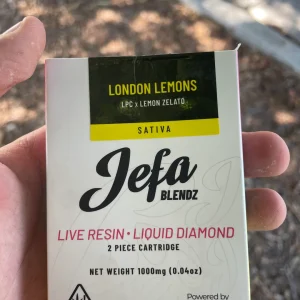 LONDON LEMONS
LPC x LEMON ZELATO
SATIVA
Jefa
BLENDZ
LIVE RESIN • LIQUID DIAMOND
2 PIECE CARTRIDGE
NET WEIGHT 1000mg (0.04oz)
Powered by